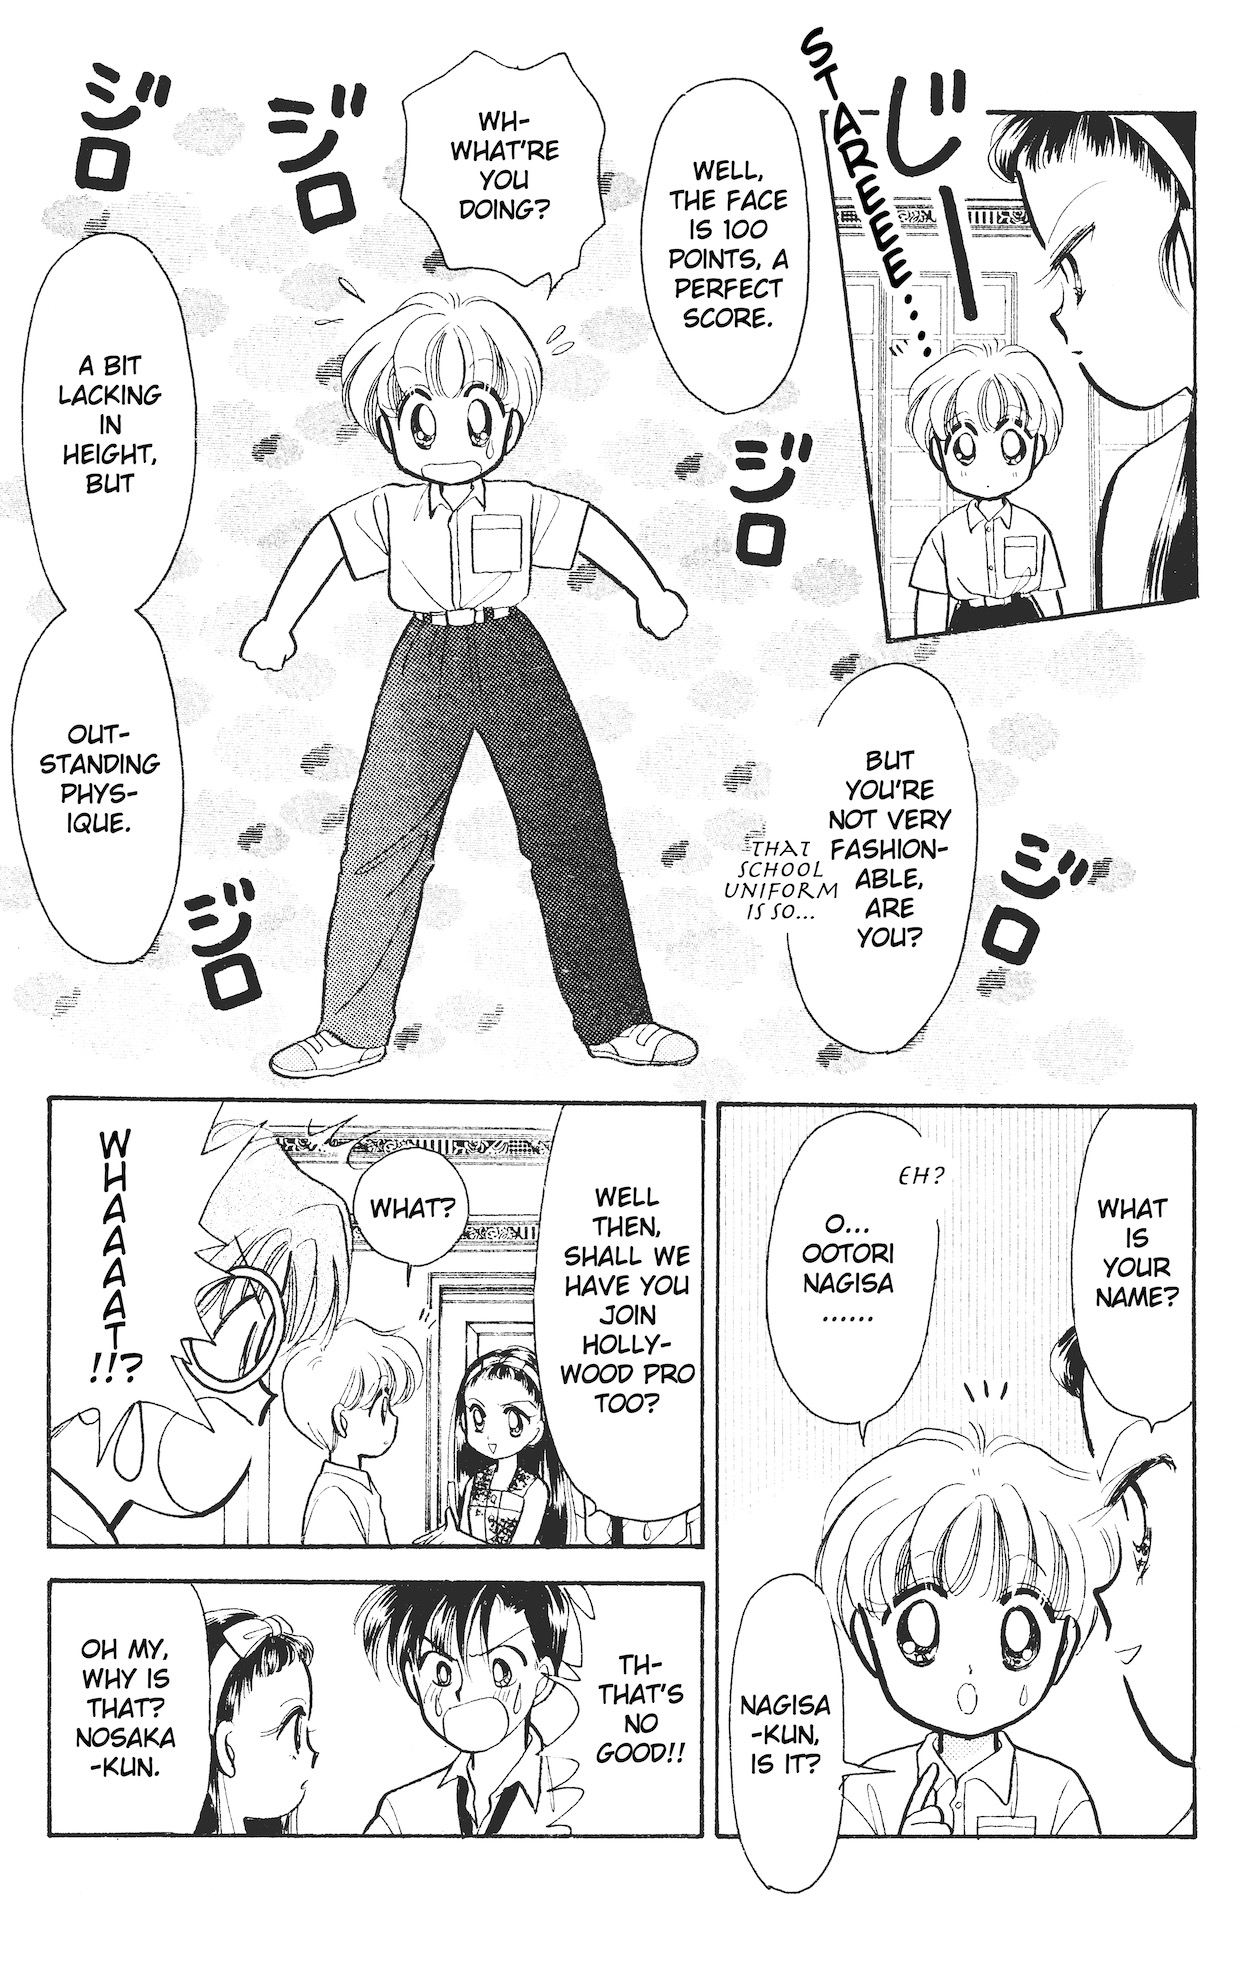 STAREEEE.....
じー
WELL,
THE FACE
IS 100
POINTS, A
PERFECT
SCORE.
WH-
WHAT'RE
YOU
DOING?
ジロ
ジロ
A BIT
LACKING
IN
HEIGHT,
BUT
OUT-
STANDING
PHYS-
IQUE.
ジロ
ジロ
ジロ
BUT
YOU'RE
NOT VERY
FASHION-
ABLE,
ARE
YOU?
THAT
SCHOOL
UNIFORM
IS SO...
WHAT
IS
YOUR
NAME?
EH?
O...
OOTORI
NAGISA
......
NAGISA
-KUN,
IS IT?
WELL
THEN,
SHALL WE
HAVE YOU
JOIN
HOLLY-
WOOD PRO
TOO?
WHAT?
WHAAAAT!!?
TH-
THAT'S
NO
GOOD!!
OH MY,
WHY IS
THAT?
NOSAKA
-KUN.